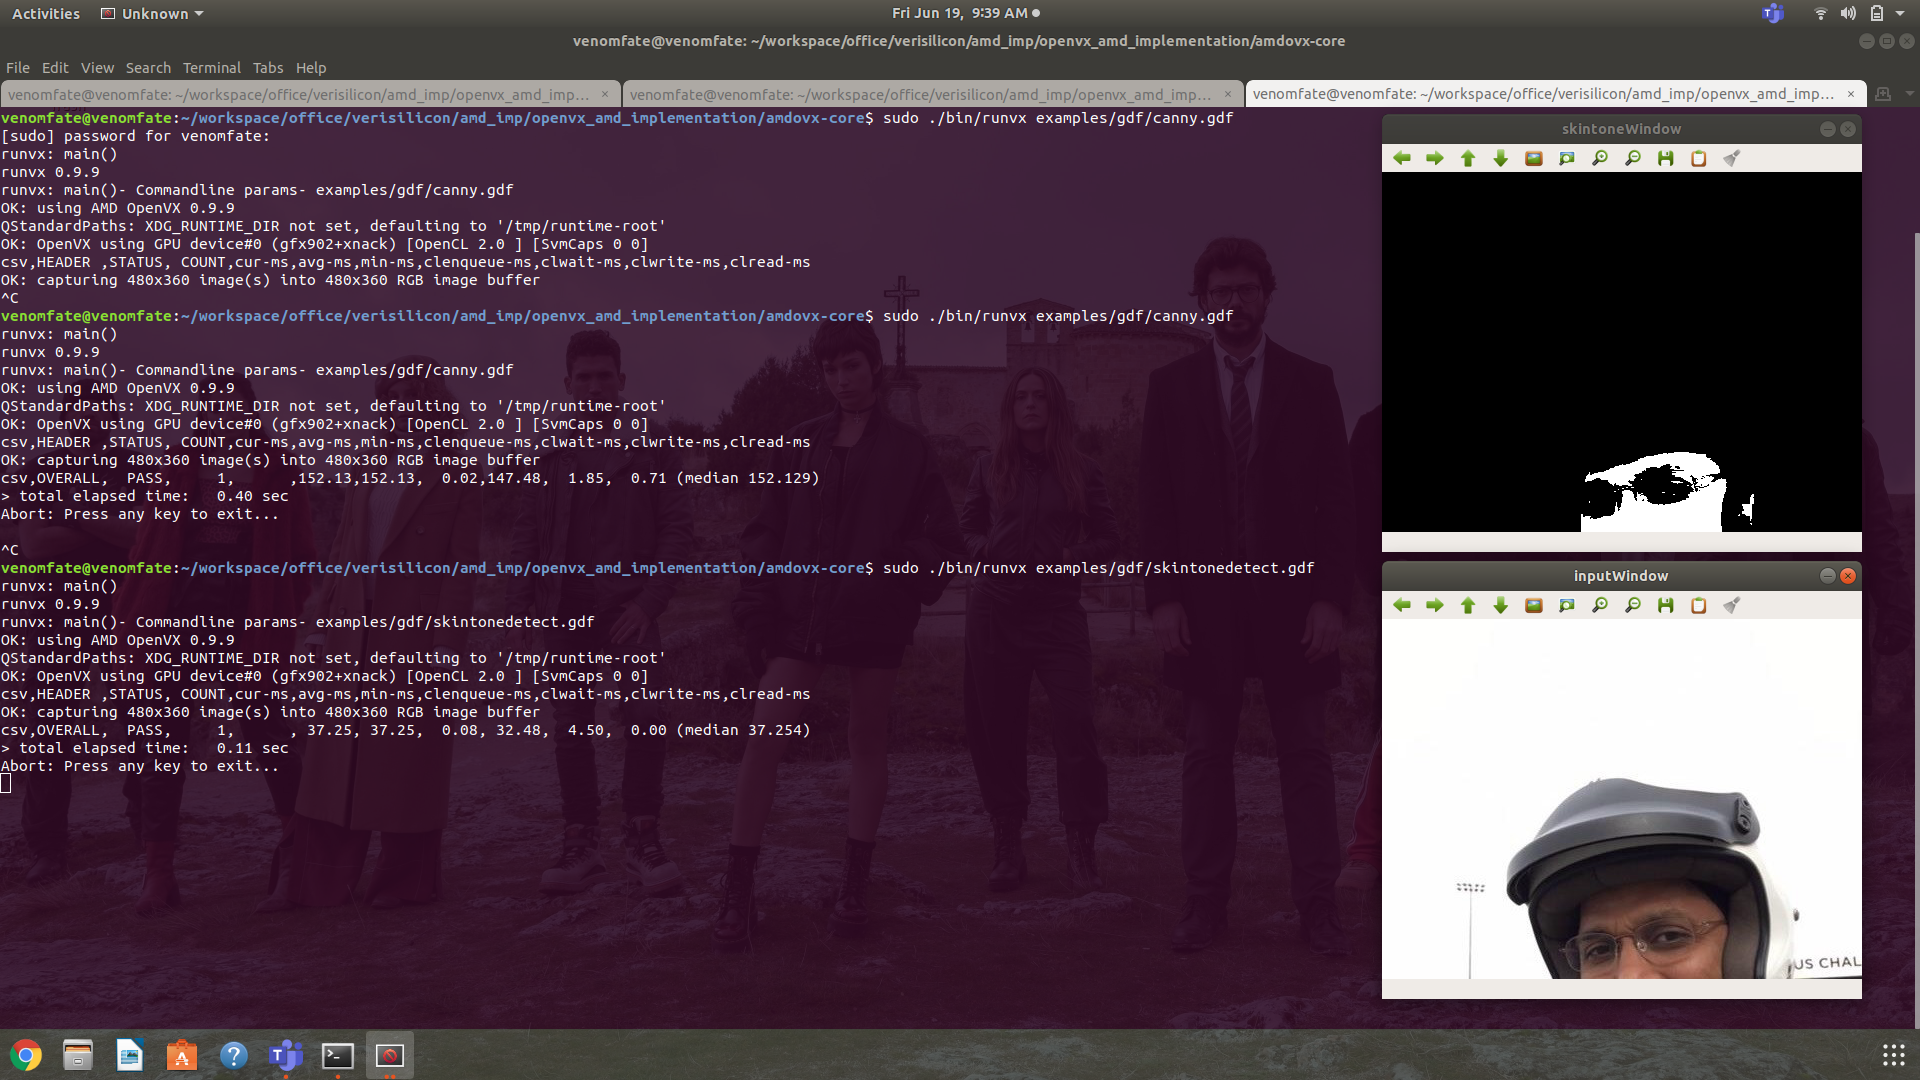 Activities Unknown Fri Jun 19, 9:39 AM
venomfate@venomfate: ~/workspace/office/verisilicon/amd_imp/openvx_amd_implementation/amdovx-core
File Edit View Search Terminal Tabs Help
venomfate@venomfate: ~/workspace/office/verisilicon/amd_imp/openvx_amd_imp... × venomfate@venomfate: ~/workspace/office/verisilicon/amd_imp/openvx_amd_imp... × venomfate@venomfate: ~/workspace/office/verisilicon/amd_imp/openvx_amd_imp... ×
venomfate@venomfate:~/workspace/office/verisilicon/amd_imp/openvx_amd_implementation/amdovx-core$ sudo ./bin/runvx examples/gdf/canny.gdf
[sudo] password for venomfate:
runvx: main()
runvx 0.9.9
runvx: main()- Commandline params- examples/gdf/canny.gdf
OK: using AMD OpenVX 0.9.9
QStandardPaths: XDG_RUNTIME_DIR not set, defaulting to '/tmp/runtime-root'
OK: OpenVX using GPU device#0 (gfx902+xnack) [OpenCL 2.0 ] [SvmCaps 0 0]
csv,HEADER ,STATUS, COUNT,cur-ms,avg-ms,min-ms,clenqueue-ms,clwait-ms,clwrite-ms,clread-ms
OK: capturing 480x360 image(s) into 480x360 RGB image buffer
^C
venomfate@venomfate:~/workspace/office/verisilicon/amd_imp/openvx_amd_implementation/amdovx-core$ sudo ./bin/runvx examples/gdf/canny.gdf
runvx: main()
runvx 0.9.9
runvx: main()- Commandline params- examples/gdf/canny.gdf
OK: using AMD OpenVX 0.9.9
QStandardPaths: XDG_RUNTIME_DIR not set, defaulting to '/tmp/runtime-root'
OK: OpenVX using GPU device#0 (gfx902+xnack) [OpenCL 2.0 ] [SvmCaps 0 0]
csv,HEADER ,STATUS, COUNT,cur-ms,avg-ms,min-ms,clenqueue-ms,clwait-ms,clwrite-ms,clread-ms
OK: capturing 480x360 image(s) into 480x360 RGB image buffer
csv,OVERALL,  PASS,     1,      ,152.13,152.13,  0.02,147.48,  1.85,  0.71 (median 152.129)
> total elapsed time:   0.40 sec
Abort: Press any key to exit...
^C
venomfate@venomfate:~/workspace/office/verisilicon/amd_imp/openvx_amd_implementation/amdovx-core$ sudo ./bin/runvx examples/gdf/skintonedetect.gdf
runvx: main()
runvx 0.9.9
runvx: main()- Commandline params- examples/gdf/skintonedetect.gdf
OK: using AMD OpenVX 0.9.9
QStandardPaths: XDG_RUNTIME_DIR not set, defaulting to '/tmp/runtime-root'
OK: OpenVX using GPU device#0 (gfx902+xnack) [OpenCL 2.0 ] [SvmCaps 0 0]
csv,HEADER ,STATUS, COUNT,cur-ms,avg-ms,min-ms,clenqueue-ms,clwait-ms,clwrite-ms,clread-ms
OK: capturing 480x360 image(s) into 480x360 RGB image buffer
csv,OVERALL,  PASS,     1,      , 37.25, 37.25,  0.08, 32.48,  4.50,  0.00 (median 37.254)
> total elapsed time:   0.11 sec
Abort: Press any key to exit...
skintoneWindow
inputWindow
US CHAL